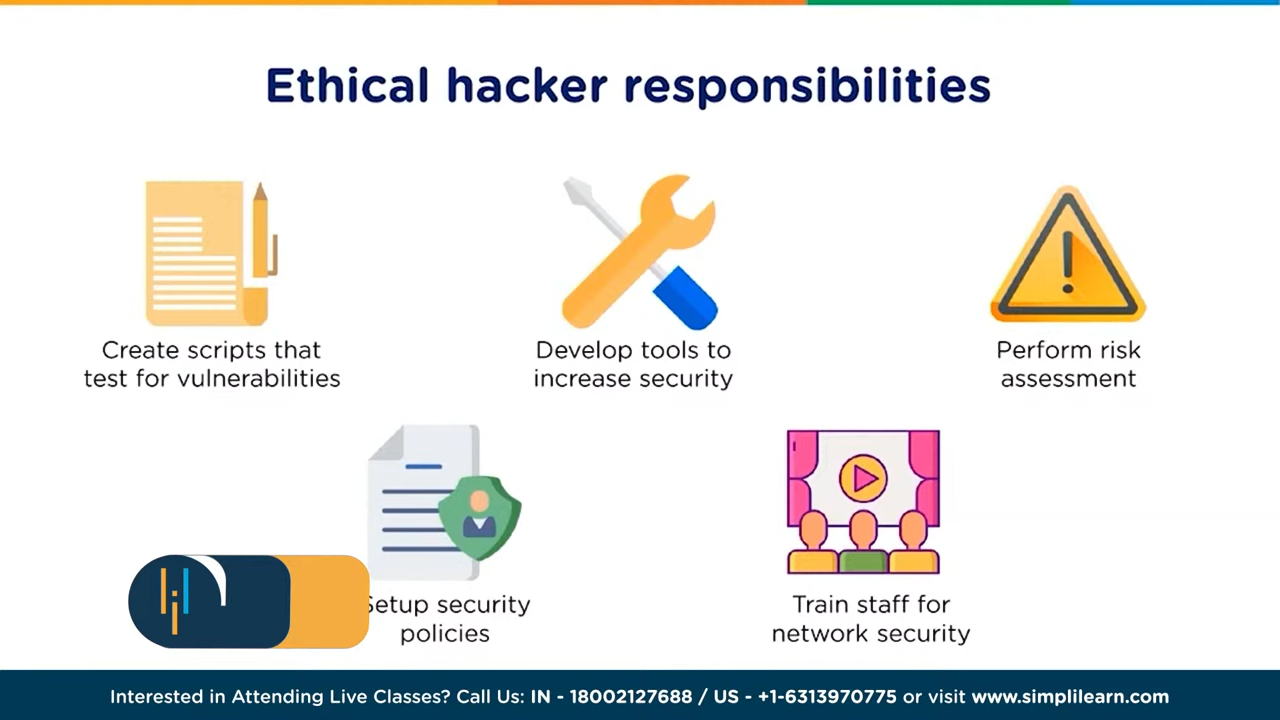 Ethical hacker responsibilities
Create scripts that
test for vulnerabilities
Develop tools to
increase security
Perform risk
assessment
Setup security
policies
Train staff for
network security
Interested in Attending Live Classes? Call Us: IN - 18002127688 / US - +1-6313970775 or visit www.simplilearn.com